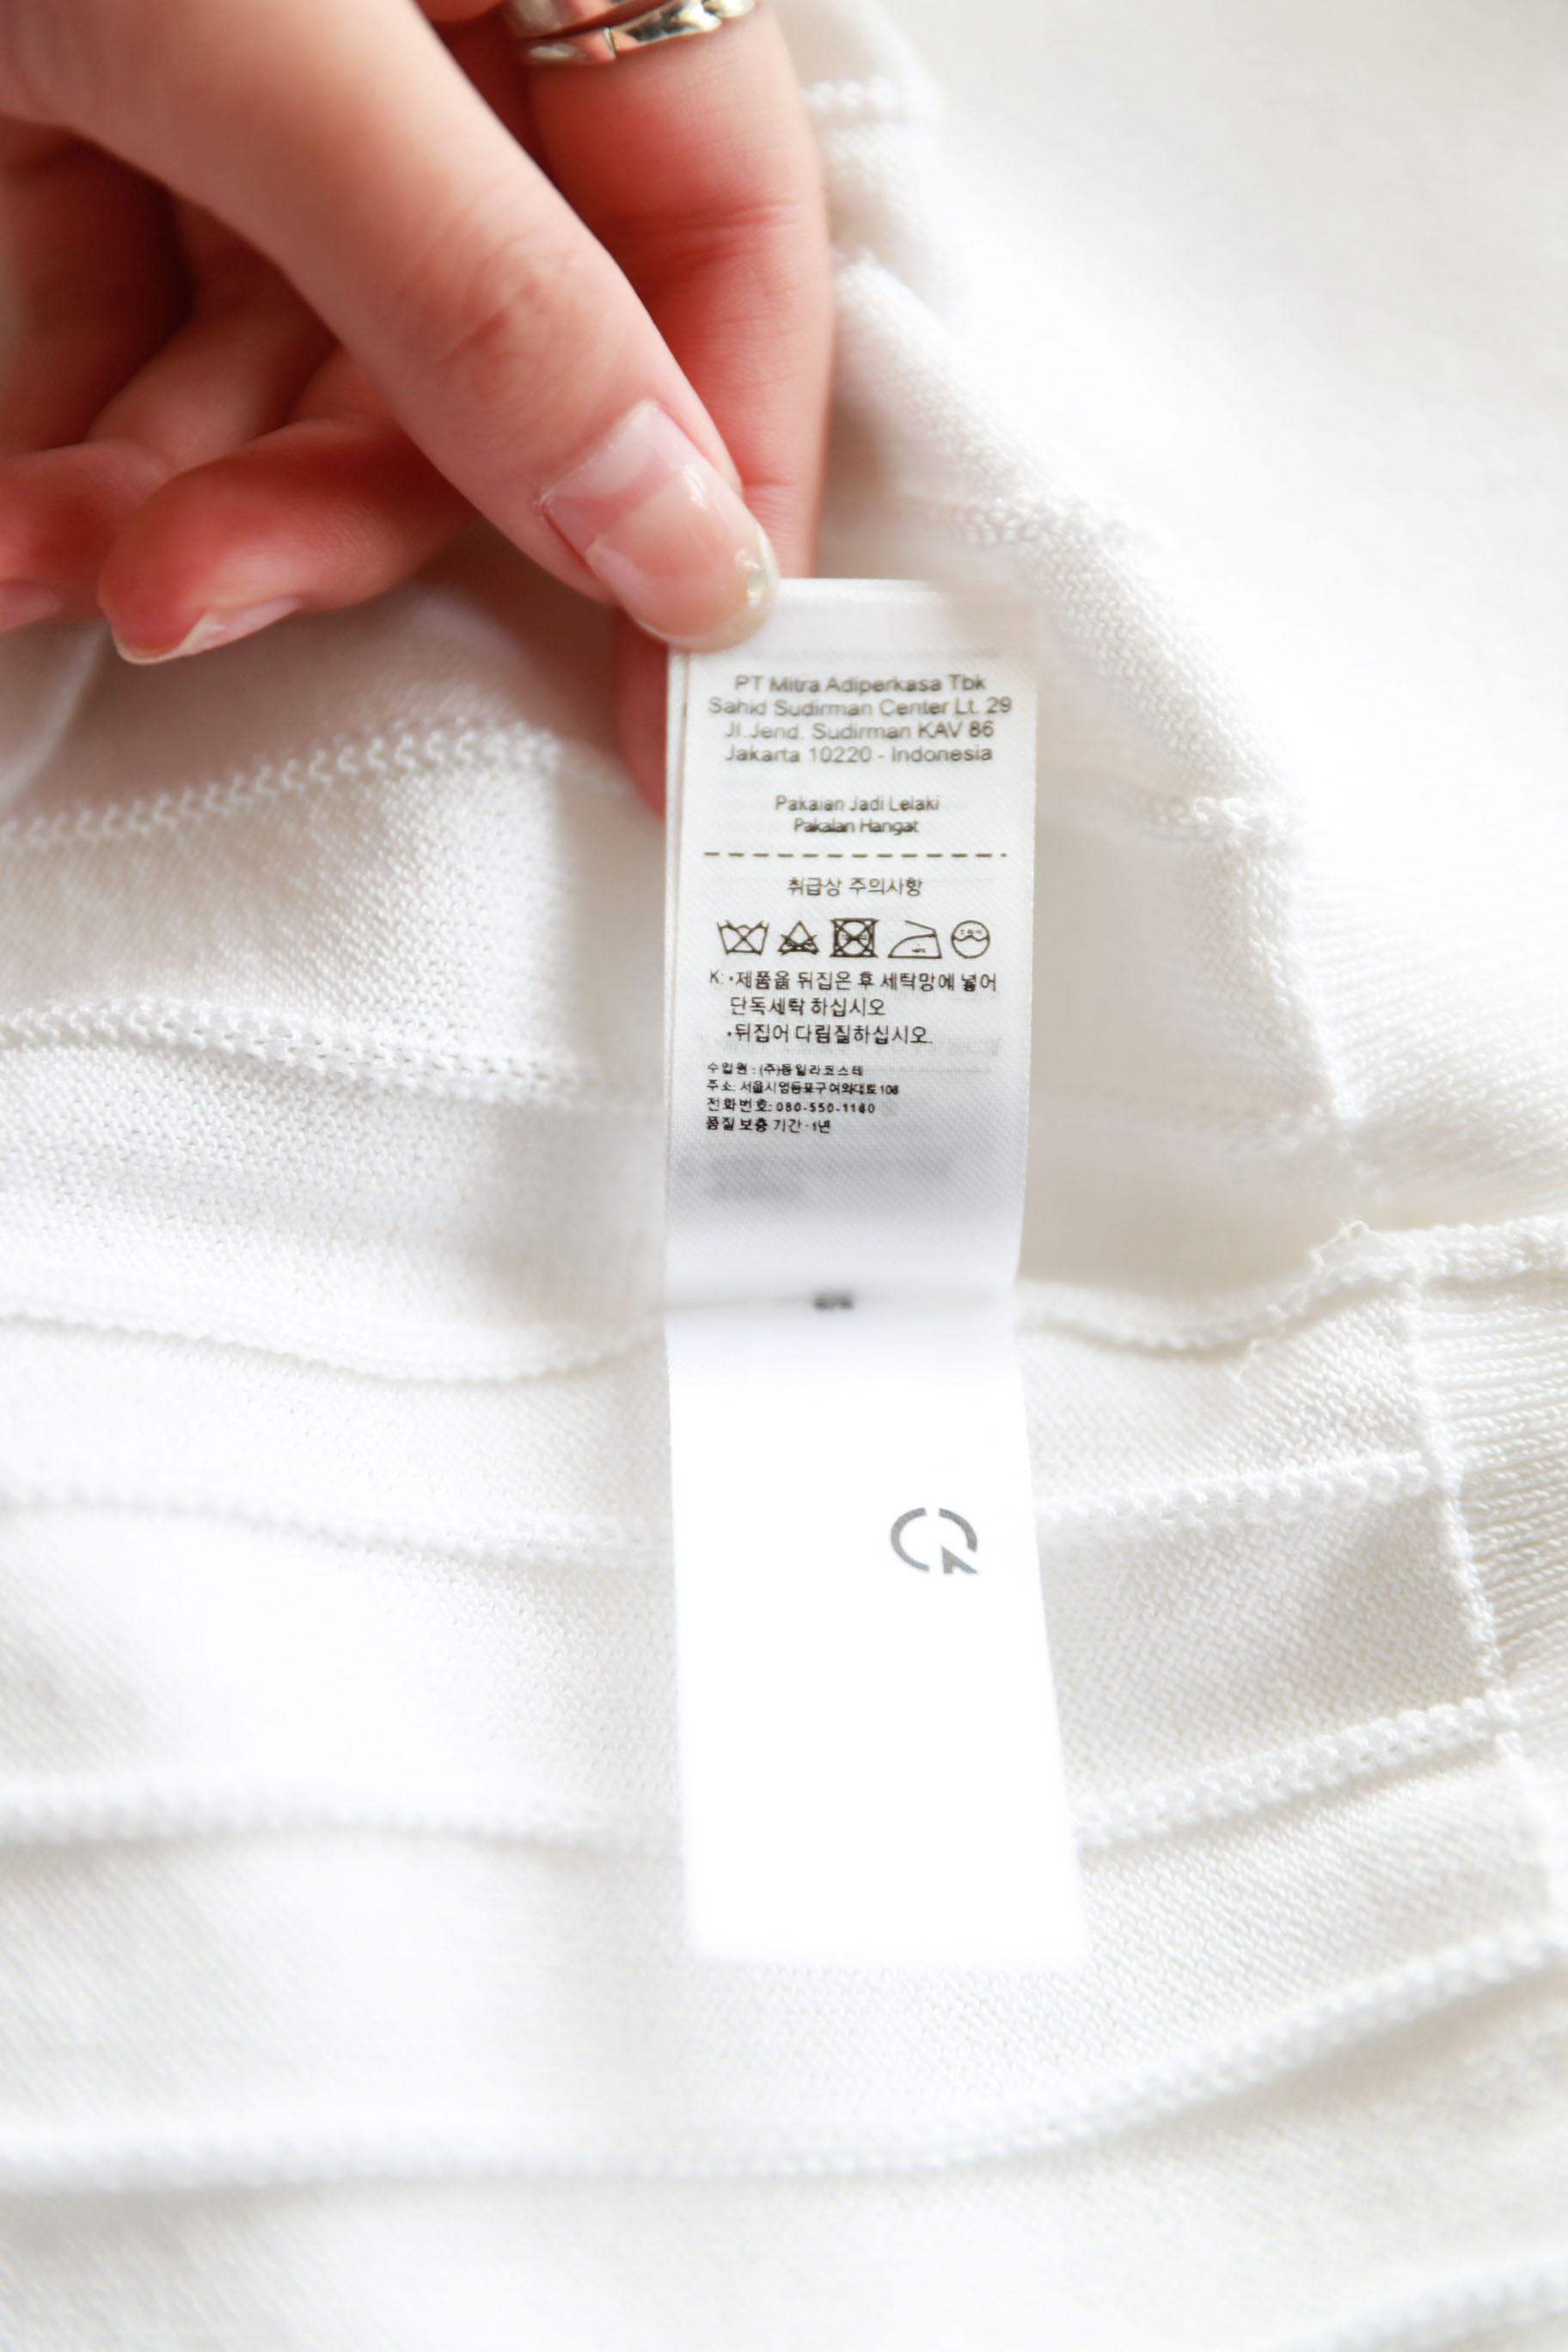 PT Mitra Adiperkasa Tbk
Sahid Sudirman Center Lt. 29
Jl.Jend. Sudirman KAV 86
Jakarta 10220 - Indonesia
Pakaian Jadi Lelaki
Pakaian Hangat
취급상 주의사항
K: •제품을 뒤집은 후 세탁망에 넣어
단독세탁 하십시오
•뒤집어 다림질하십시오.
수입원 : (주)동일라코스테
주소: 서울시영등포구여의대로 108
전화번호: 080-550-1180
품질 보증 기간 : 1년